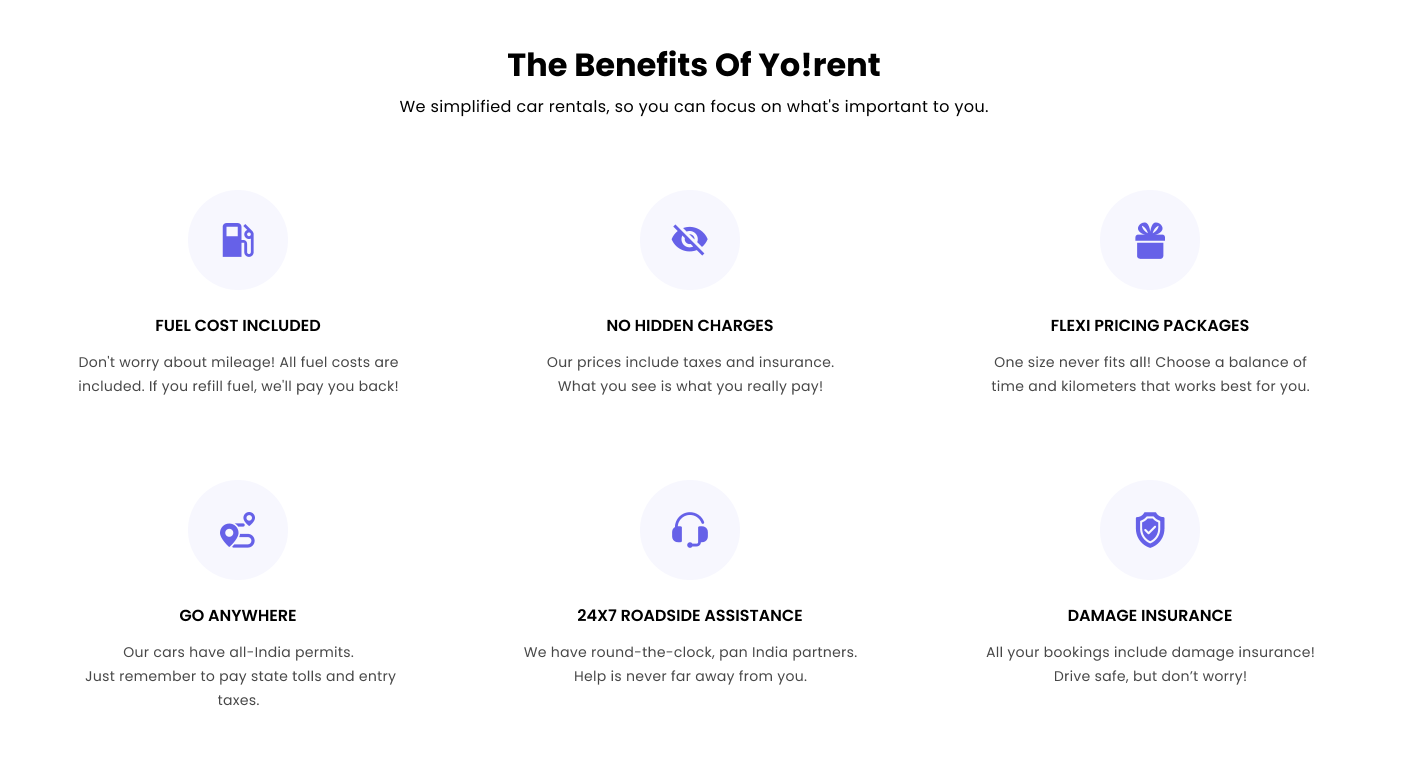 The Benefits Of Yo!rent
We simplified car rentals, so you can focus on what's important to you.
FUEL COST INCLUDED
Don't worry about mileage! All fuel costs are
included. If you refill fuel, we'll pay you back!
NO HIDDEN CHARGES
Our prices include taxes and insurance.
What you see is what you really pay!
FLEXI PRICING PACKAGES
One size never fits all! Choose a balance of
time and kilometers that works best for you.
GO ANYWHERE
Our cars have all-India permits.
Just remember to pay state tolls and entry
taxes.
24X7 ROADSIDE ASSISTANCE
We have round-the-clock, pan India partners.
Help is never far away from you.
DAMAGE INSURANCE
All your bookings include damage insurance!
Drive safe, but don’t worry!